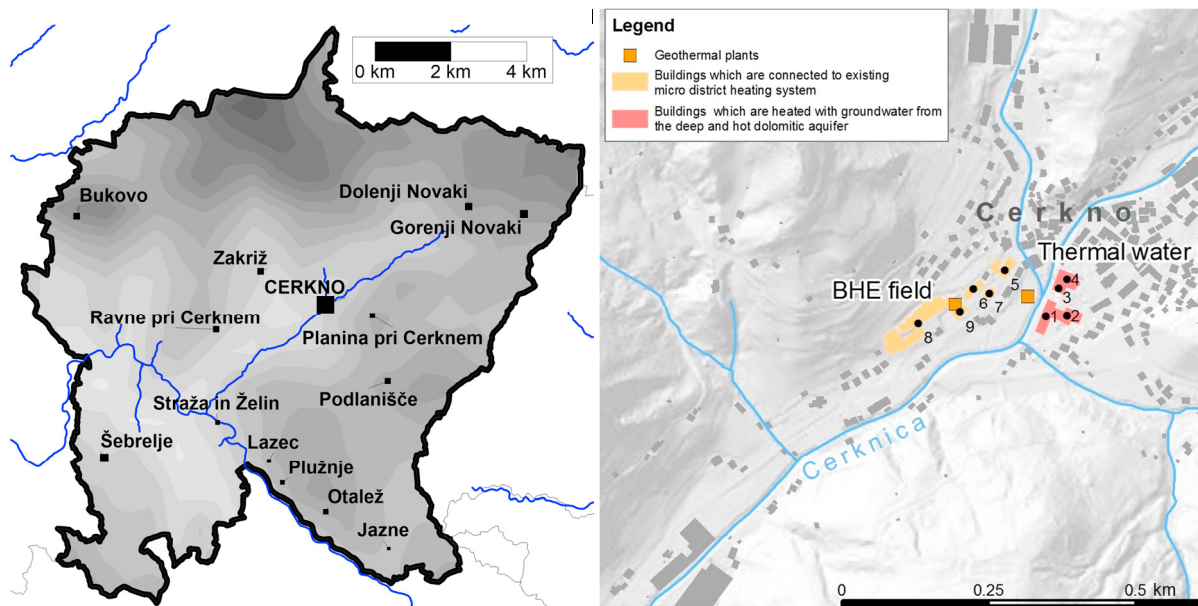 0 km 2 km 4 km
Bukovo
Dolenji Novaki
Gorenji Novaki
Zakriž
CERKNO
Ravne pri Cerknem
Planina pri Cerknem
Podlanišče
Straža in Želin
Šebrelje
Lazec
Plužnje
Otalež
Jazne
Legend
Geothermal plants
Buildings which are connected to existing
micro district heating system
Buildings which are heated with groundwater from
the deep and hot dolomitic aquifer
Cerkno
Thermal water
BHE field
5
4
6
7
3
8
9
1
2
Cerknica
0 0.25 0.5 km